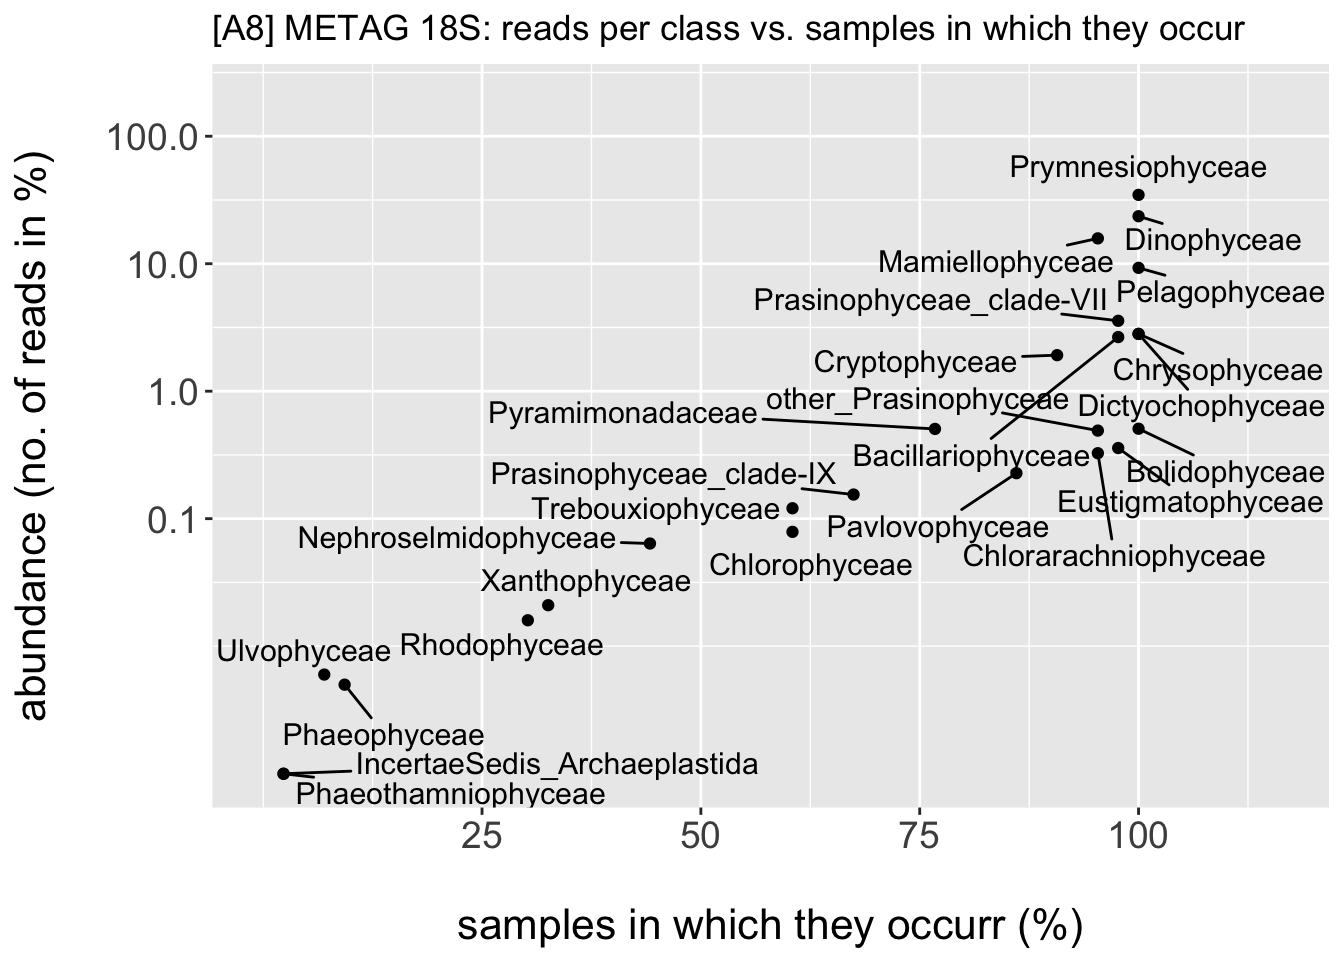 [A8] METAG 18S: reads per class vs. samples in which they occur
abundance (no. of reads in %)
100.0
10.0
1.0
0.1
Prymnesiophyceae
Dinophyceae
Mamiellophyceae
Pelagophyceae
Prasinophyceae_clade-VII
Cryptophyceae
Chrysophyceae
other_Prasinophyceae
Dictyochophyceae
Pyramimonadaceae
Bacillariophyceae
Bolidophyceae
Prasinophyceae_clade-IX
Eustigmatophyceae
Trebouxiophyceae
Pavlovophyceae
Nephroselmidophyceae
Chlorarachniophyceae
Chlorophyceae
Xanthophyceae
Rhodophyceae
Ulvophyceae
Phaeophyceae
IncertaeSedis_Archaeplastida
Phaeothamniophyceae
25
50
75
100
samples in which they occurr (%)